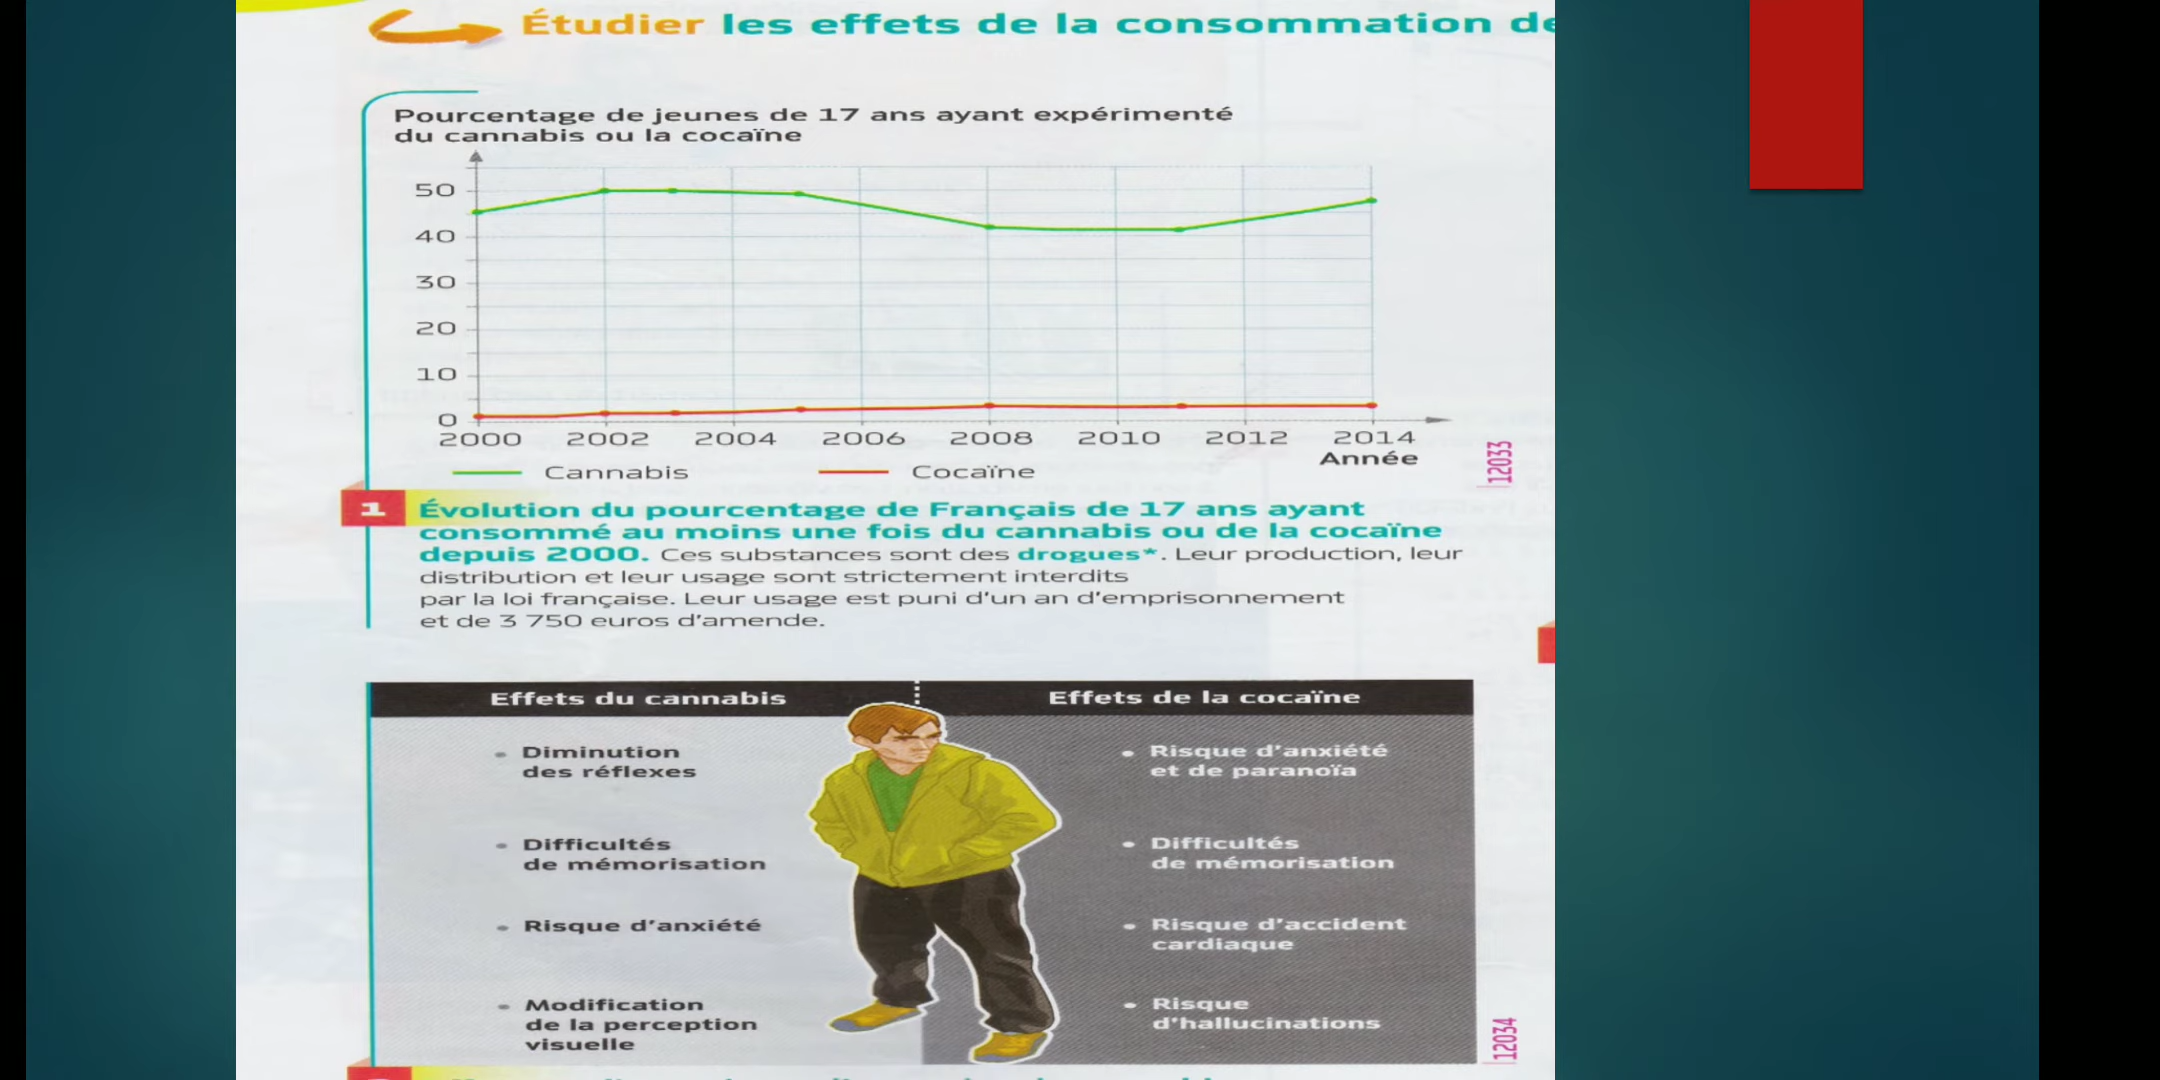 Étudier les effets de la consommation
Pourcentage de jeunes de 17 ans ayant expérimenté
du cannabis ou la cocaïne
50
40
30
20
10
0
2000 2002 2004 2006 2008 2010 2012 2014
Année
Cannabis Cocaïne
12033
1 Évolution du pourcentage de Français de 17 ans ayant
consommé au moins une fois du cannabis ou de la cocaïne
depuis 2000. Ces substances sont des drogues*. Leur production, leur
distribution et leur usage sont strictement interdits
par la loi française. Leur usage est puni d'un an d'emprisonnement
et de 3 750 euros d'amende.
Effets du cannabis
• Diminution
des réflexes
• Difficultés
de mémorisation
• Risque d'anxiété
• Modification
de la perception
visuelle
Effets de la cocaïne
• Risque d'anxiété
et de paranoïa
• Difficultés
de mémorisation
• Risque d'accident
cardiaque
• Risque
d'hallucinations
12034